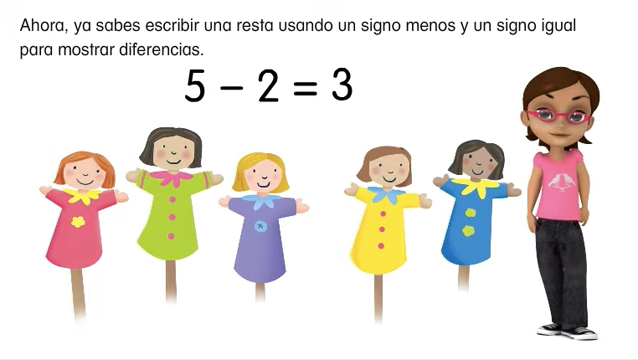 Ahora, ya sabes escribir una resta usando un signo menos y un signo igual
para mostrar diferencias.
5 – 2 = 3